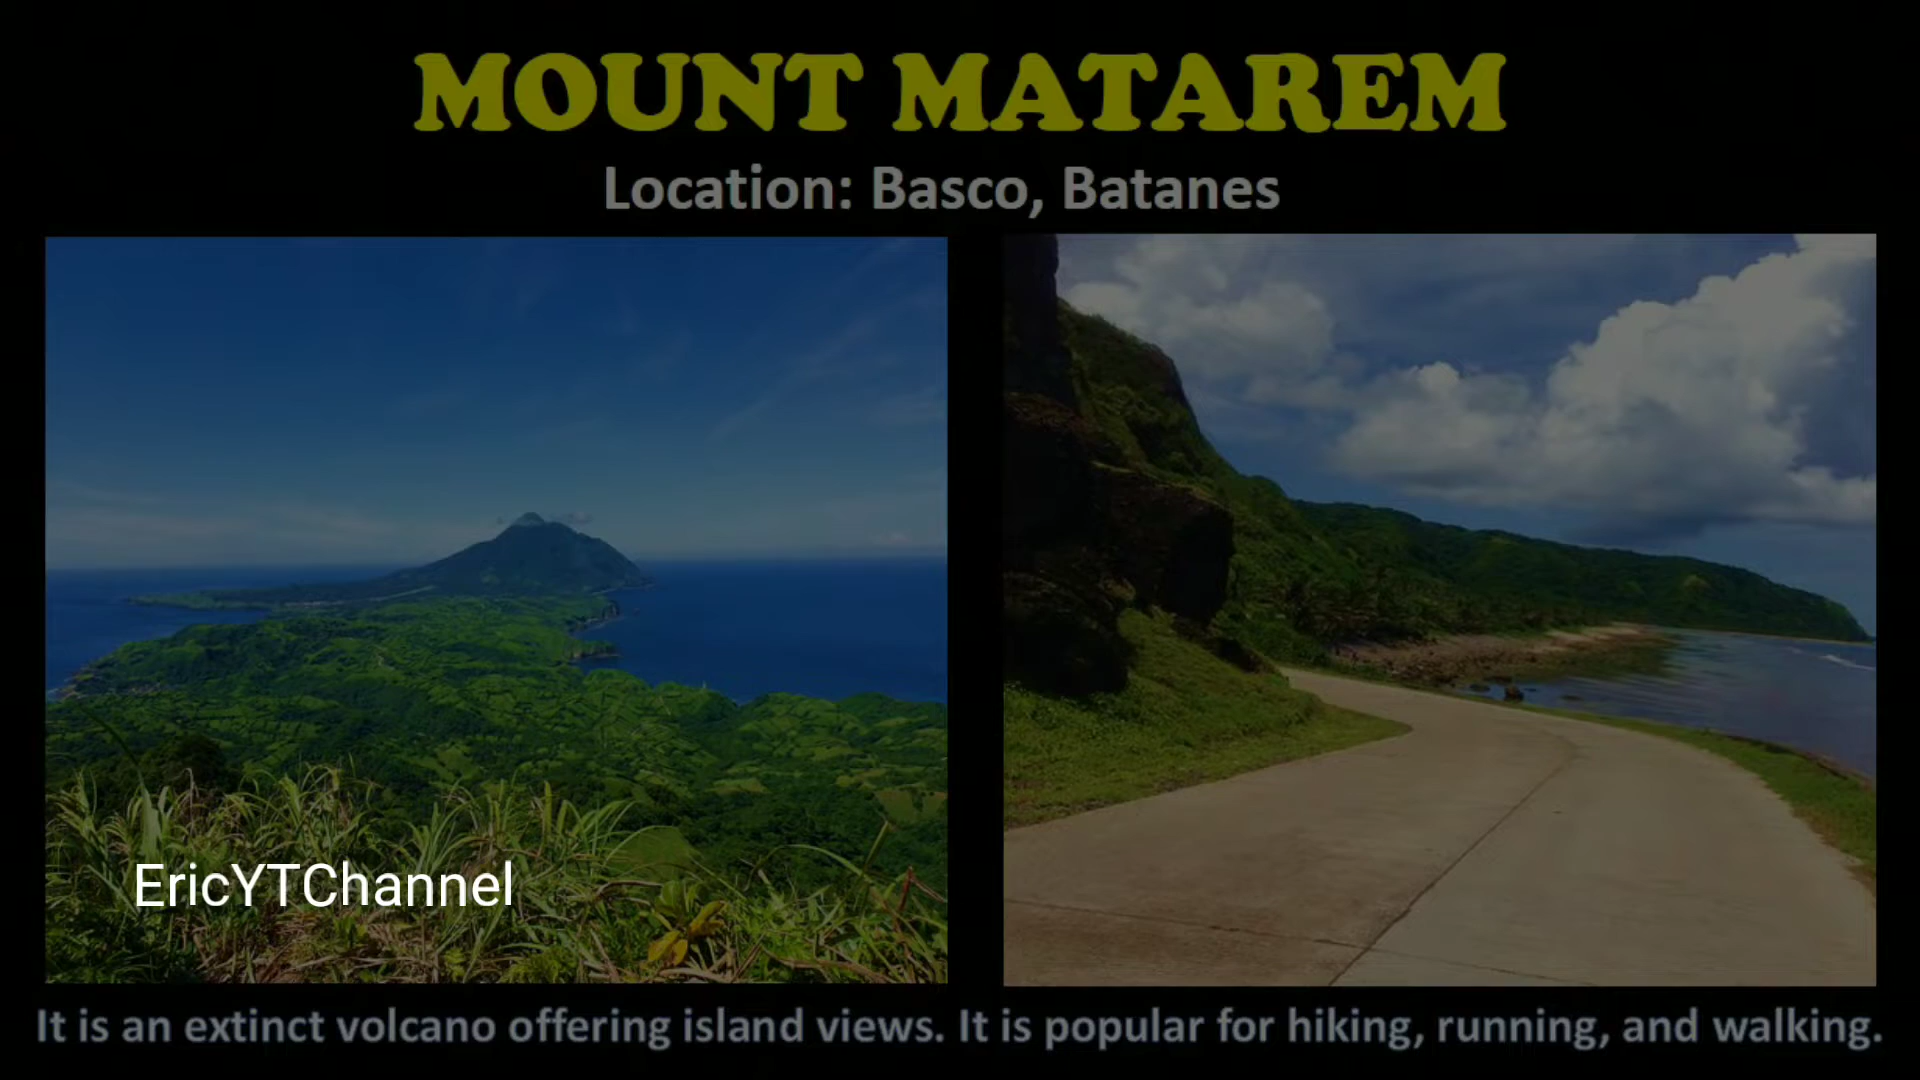 MOUNT MATAREM
Location: Basco, Batanes
EricYTChannel
It is an extinct volcano offering island views. It is popular for hiking, running, and walking.